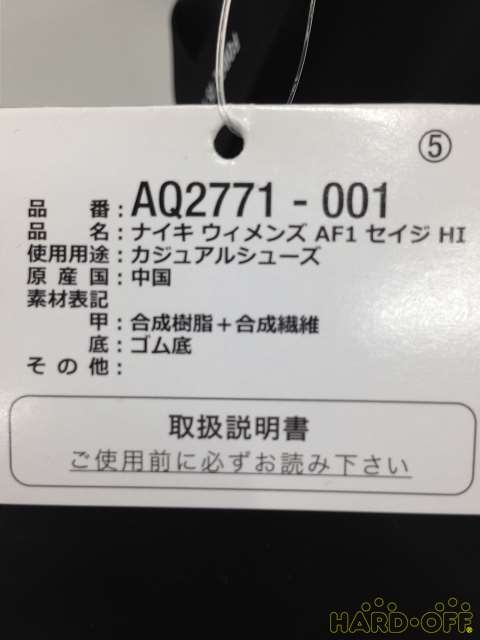 ⑤
品　　番：AQ2771-001
品　　名：ナイキ ウィメンズ AF1 セイジ HI
使用用途：カジュアルシューズ
原 産 国：中国
素材表記
甲：合成樹脂＋合成繊維
底：ゴム底
そ の 他：
取扱説明書
ご使用前に必ずお読み下さい
HARD·OFF®